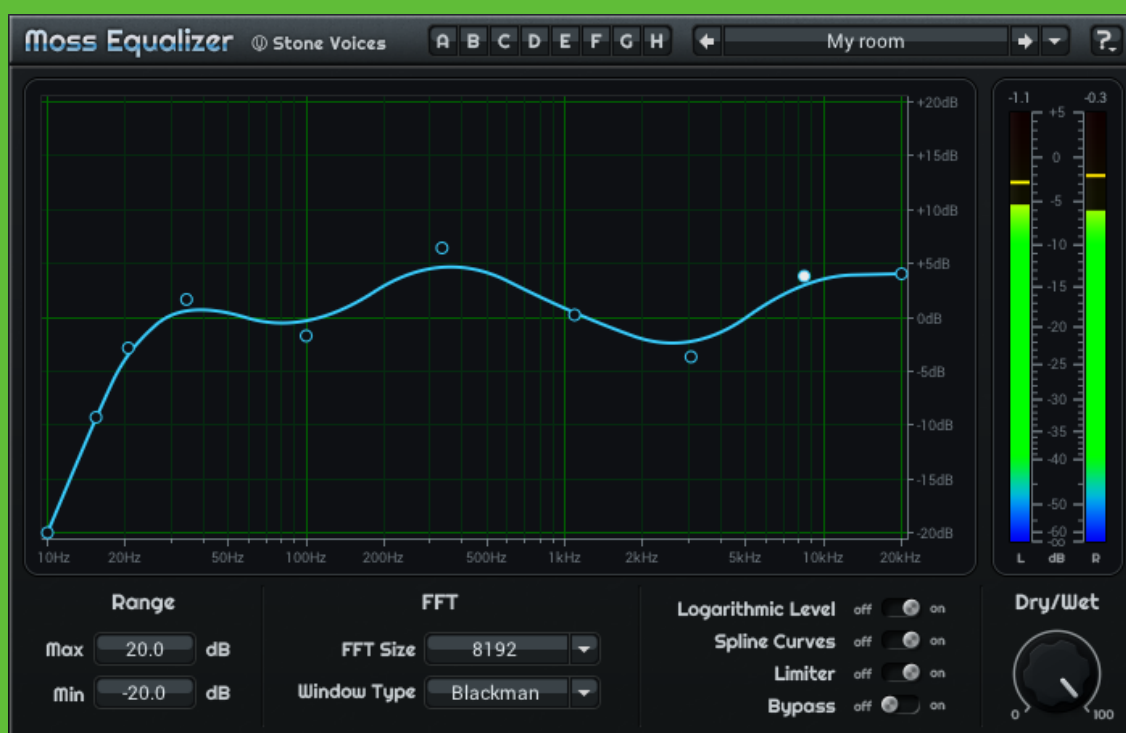 Moss Equalizer Stone Voices A B C D E F G H My room ?
-1.1 -0.3
+20dB
+15dB
+10dB
+5dB
0dB
-5dB
-10dB
-15dB
-20dB
10Hz 20Hz 50Hz 100Hz 200Hz 500Hz 1kHz 2kHz 5kHz 10kHz 20kHz
+5
0
-5
-10
-15
-20
-25
-30
-35
-40
-50
-60
-∞
L dB R
Range
Max 20.0 dB
Min -20.0 dB
FFT
FFT Size 8192
Window Type Blackman
Logarithmic Level off on
Spline Curves off on
Limiter off on
Bypass off on
Dry/Wet
0 100